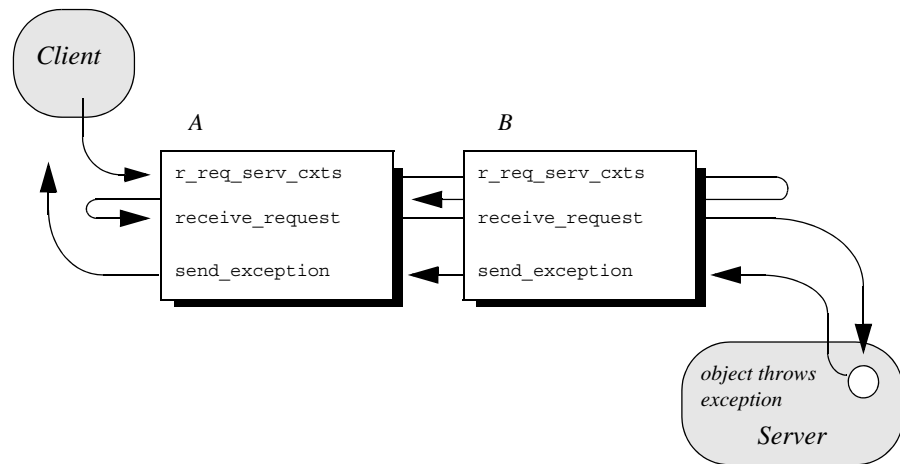 Client
A
B
r_req_serv_cxts
receive_request
send_exception
r_req_serv_cxts
receive_request
send_exception
object throws
exception
Server